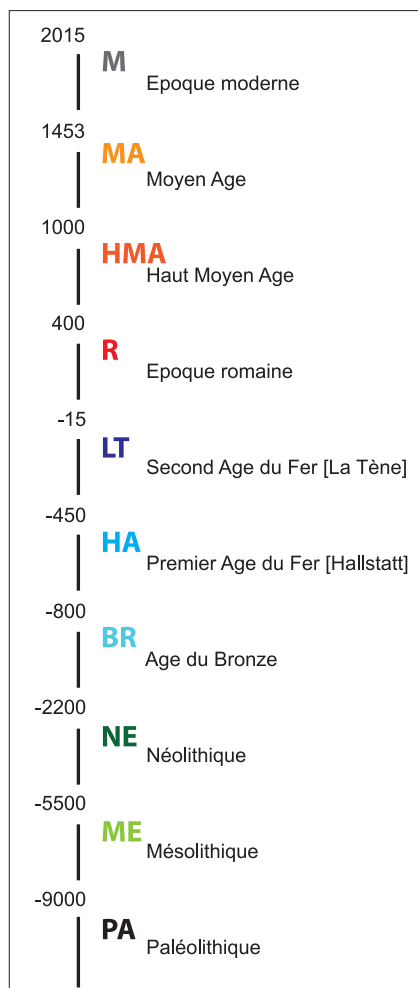 2015
M
Epoque moderne
1453
MA
Moyen Age
1000
HMA
Haut Moyen Age
400
R
Epoque romaine
-15
LT
Second Age du Fer [La Tène]
-450
HA
Premier Age du Fer [Hallstatt]
-800
BR
Age du Bronze
-2200
NE
Néolithique
-5500
ME
Mésolithique
-9000
PA
Paléolithique